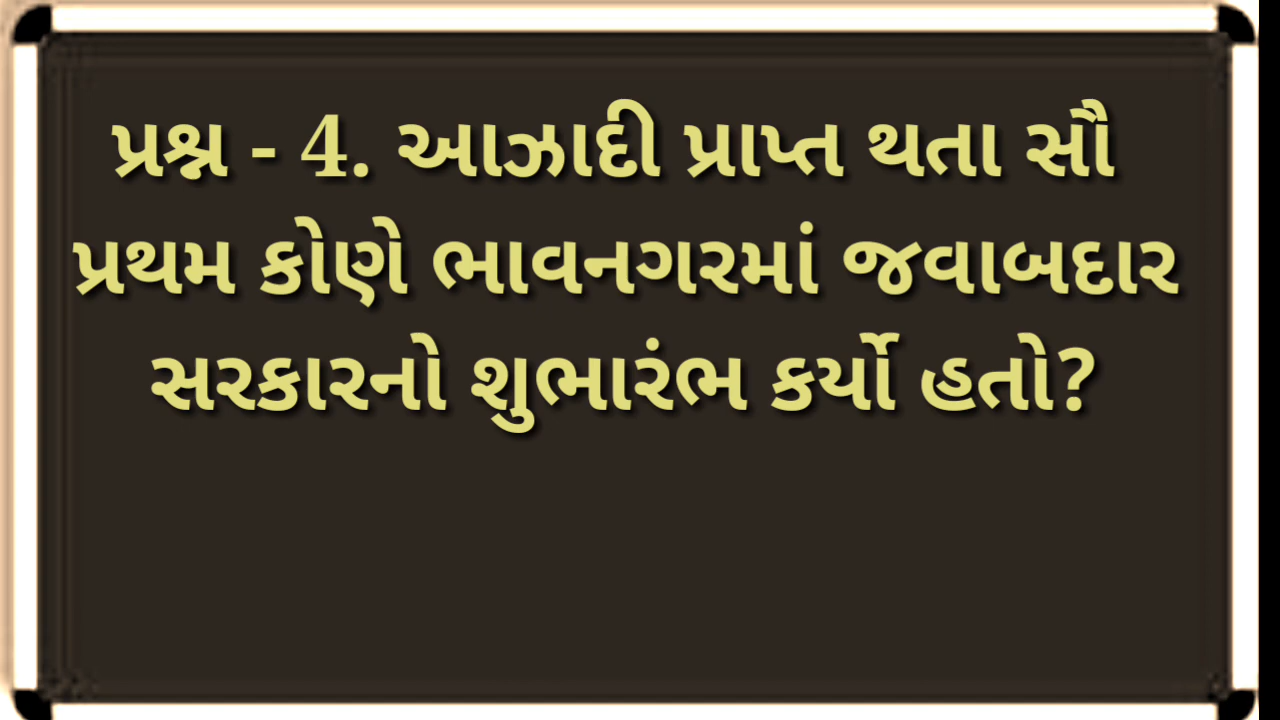 પ્રશ્ન - 4. આઝાદી પ્રાપ્ત થતા સૌ
પ્રથમ કોણે ભાવનગરમાં જવાબદાર
સરકારનો શુભારંભ કર્યો હતો?